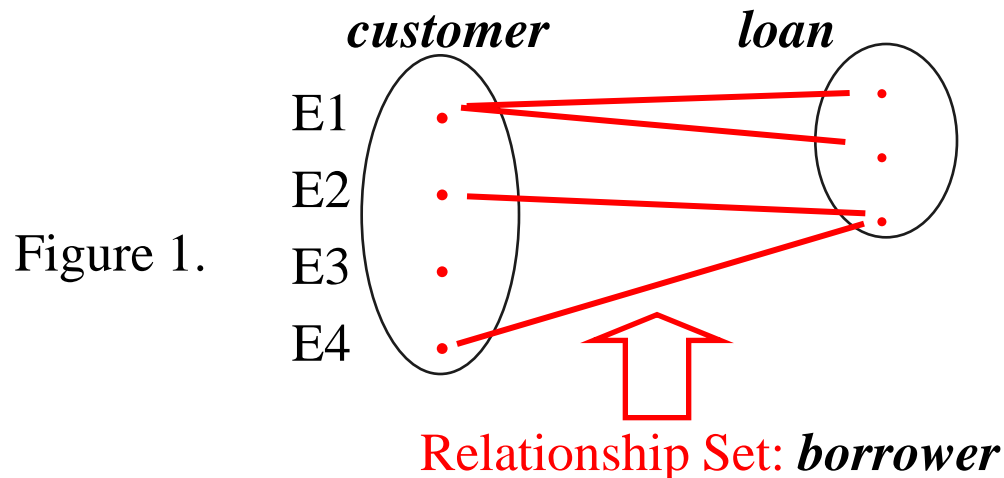 customer loan
E1
E2
Figure 1.
E3
E4
Relationship Set: borrower